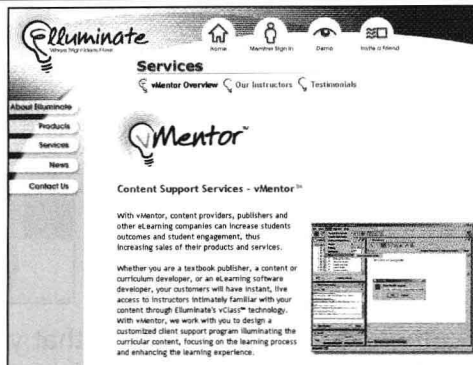 Elluminate
Home
Member Sign In
Demo
Invite a Friend
Services
vMentor Overview
Our Instructors
Testimonials
About Elluminate
Products
Services
News
Contact Us
vMentor™
Content Support Services - vMentor℠
With vMentor, content providers, publishers and
other eLearning companies can increase students
outcomes and student engagement, thus
increasing sales of their products and services.
Whether you are a textbook publisher, a content or
curriculum developer, or an eLearning software
developer, your customers will have instant, live
access to instructors intimately familiar with your
content through Elluminate's vClass™ technology.
With vMentor, we work with you to design a
customized client support program illuminating the
curricular content, focusing on the learning process
and enhancing the learning experience.